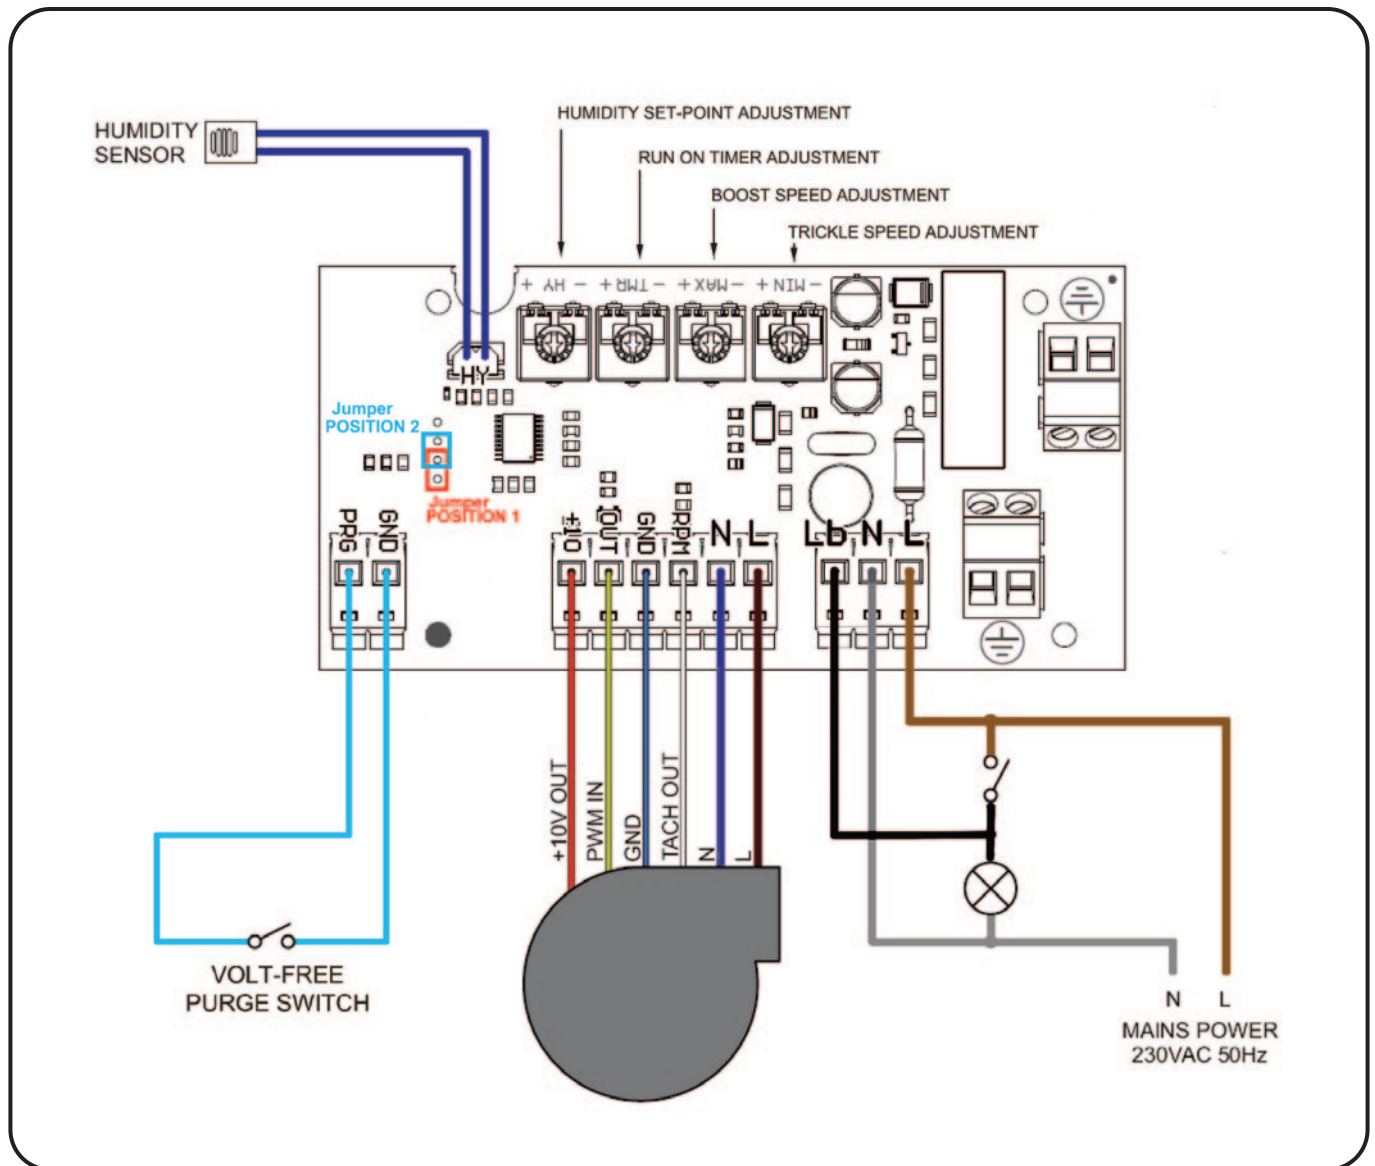 HUMIDITY SET-POINT ADJUSTMENT
HUMIDITY
SENSOR
RUN ON TIMER ADJUSTMENT
BOOST SPEED ADJUSTMENT
TRICKLE SPEED ADJUSTMENT
+ HY -
+ TMR -
+ MAX -
+ MIN -
HY
Jumper
POSITION 2
Jumper
POSITION 1
PRG
GND
+10
OUT
GND
RPM
N
L
Lb
N
L
+10V OUT
PWM IN
GND
TACH OUT
N
L
VOLT-FREE
PURGE SWITCH
N
L
MAINS POWER
230VAC 50Hz